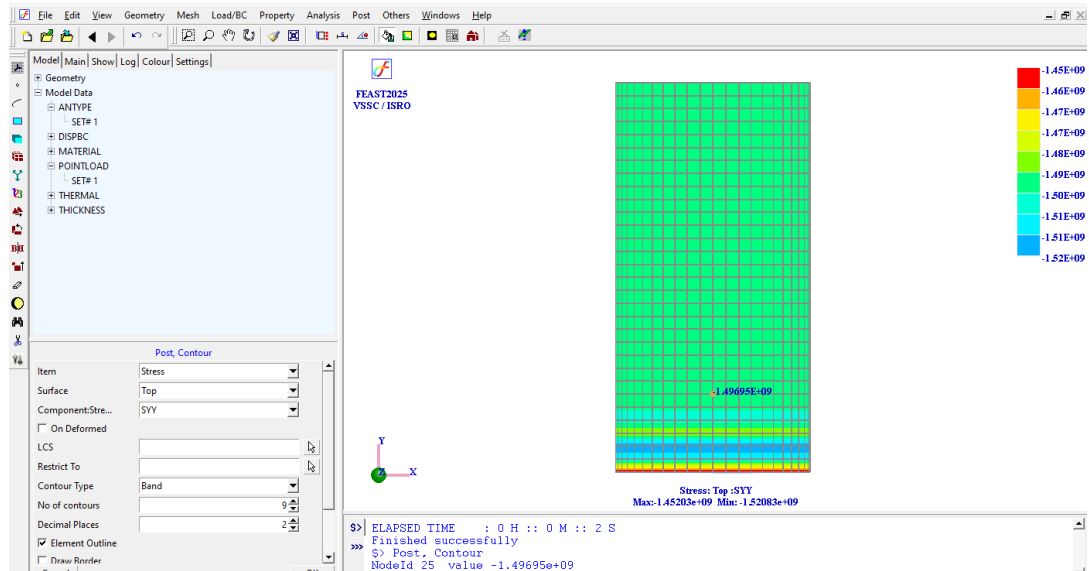 File Edit View Geometry Mesh Load/BC Property Analysis Post Others Windows Help
Model Main Show Log Colour Settings
Geometry
Model Data
ANTYPE
SET# 1
DISPBC
MATERIAL
POINTLOAD
SET# 1
THERMAL
THICKNESS
Post, Contour
Item Stress
Surface Top
Component:Stre... SYY
On Deformed
LCS
Restrict To
Contour Type Band
No of contours 9
Decimal Places 2
Element Outline
Draw Border
FEAST2025
VSSC / ISRO
-1.45E+09
-1.46E+09
-1.47E+09
-1.47E+09
-1.48E+09
-1.49E+09
-1.50E+09
-1.51E+09
-1.51E+09
-1.52E+09
-1.49695E+09
Y
Z X
Stress: Top :SYY
Max:-1.45203e+09 Min: -1.52083e+09
$> ELAPSED TIME : 0 H :: 0 M :: 2 S
Finished successfully
>>> $> Post, Contour
NodeId 25 value -1.49695e+09